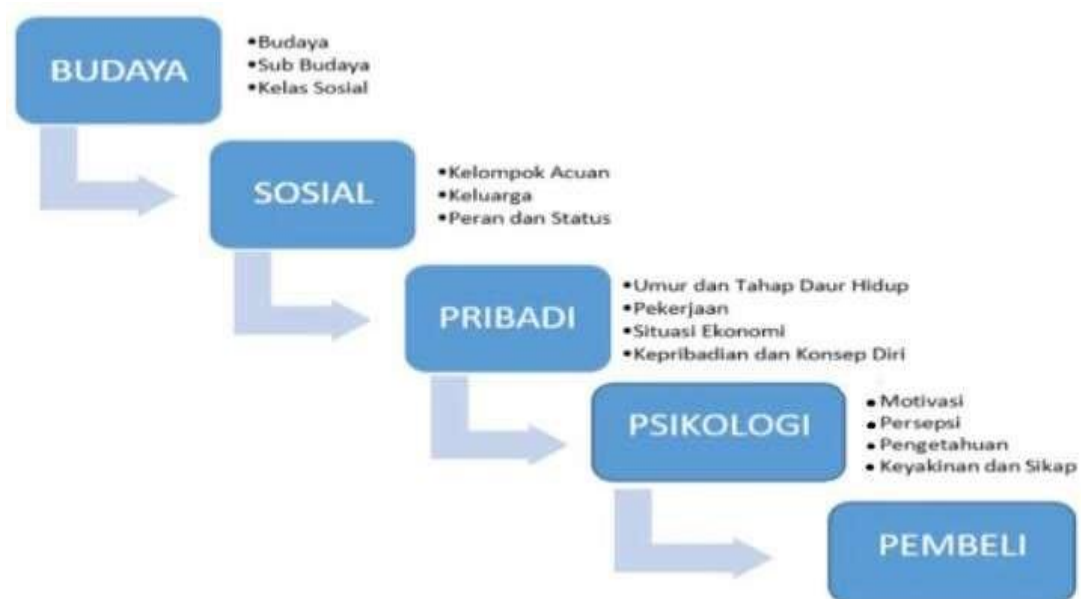 BUDAYA
•Budaya
•Sub Budaya
•Kelas Sosial
SOSIAL
•Kelompok Acuan
•Keluarga
•Peran dan Status
PRIBADI
•Umur dan Tahap Daur Hidup
•Pekerjaan
•Situasi Ekonomi
•Kepribadian dan Konsep Diri
PSIKOLOGI
•Motivasi
•Persepsi
•Pengetahuan
•Keyakinan dan Sikap
PEMBELI